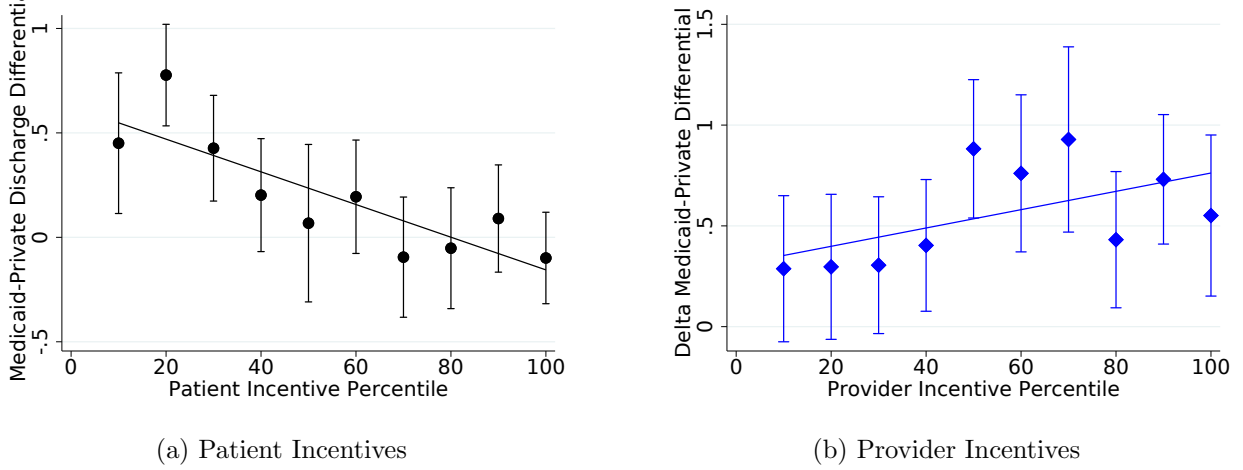 Medicaid-Private Discharge Differential
1
.5
0
-.5
0 20 40 60 80 100
Patient Incentive Percentile
(a) Patient Incentives
Delta Medicaid-Private Differential
1.5
1
.5
0
0 20 40 60 80 100
Provider Incentive Percentile
(b) Provider Incentives